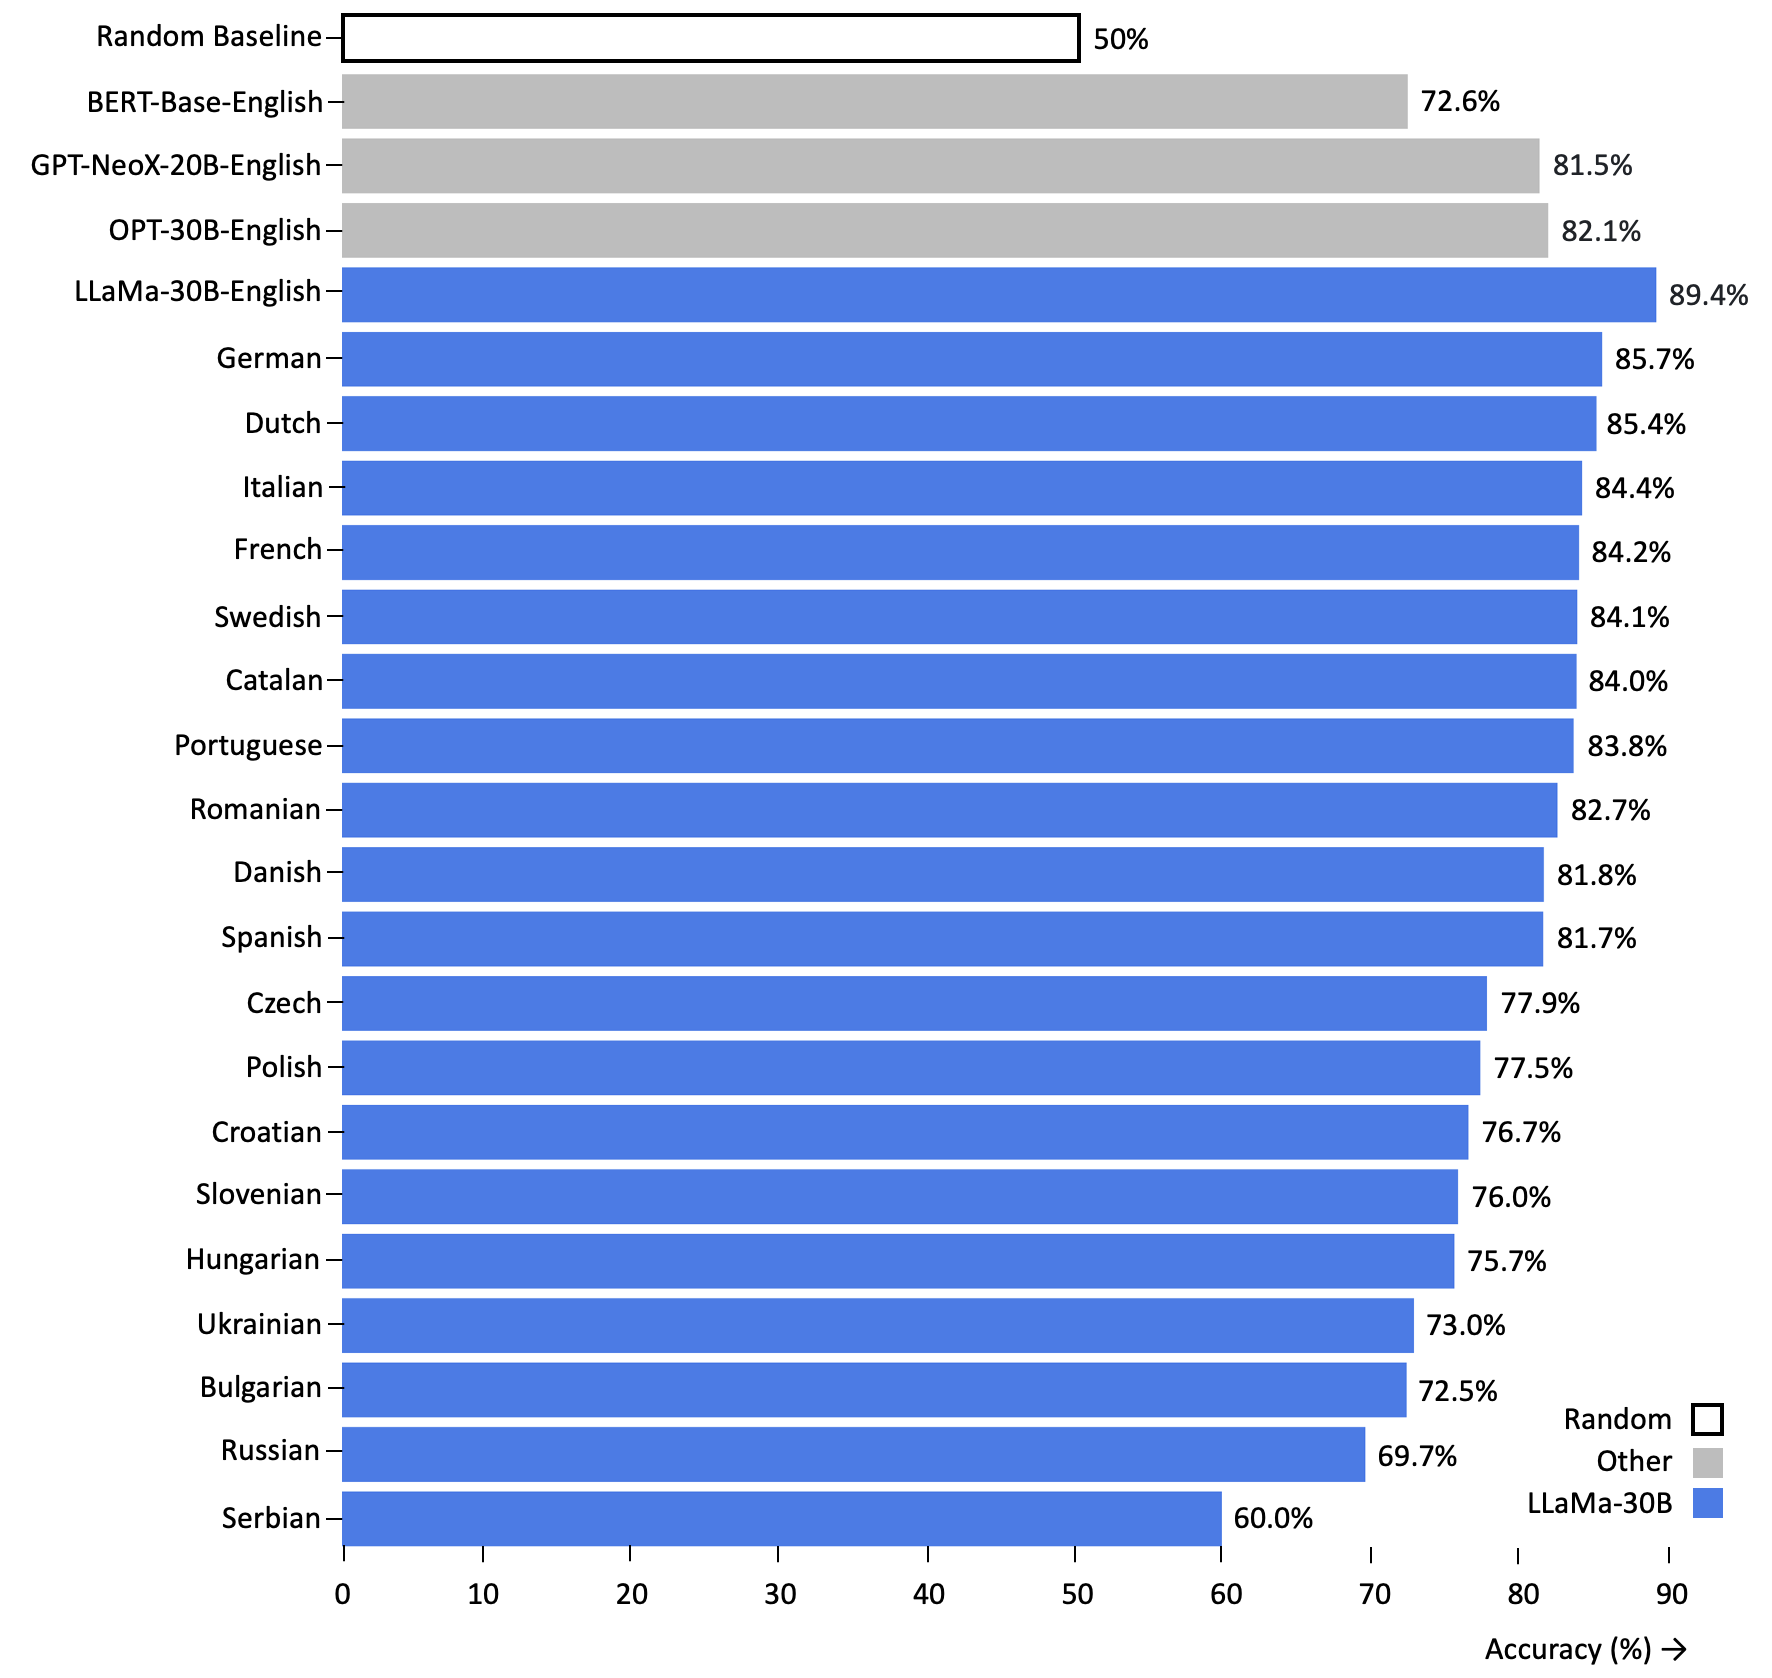 Random Baseline 50%
BERT-Base-English 72.6%
GPT-NeoX-20B-English 81.5%
OPT-30B-English 82.1%
LLaMa-30B-English 89.4%
German 85.7%
Dutch 85.4%
Italian 84.4%
French 84.2%
Swedish 84.1%
Catalan 84.0%
Portuguese 83.8%
Romanian 82.7%
Danish 81.8%
Spanish 81.7%
Czech 77.9%
Polish 77.5%
Croatian 76.7%
Slovenian 76.0%
Hungarian 75.7%
Ukrainian 73.0%
Bulgarian 72.5%
Russian 69.7%
Serbian 60.0%
Random
Other
LLaMa-30B
0 10 20 30 40 50 60 70 80 90
Accuracy (%) →